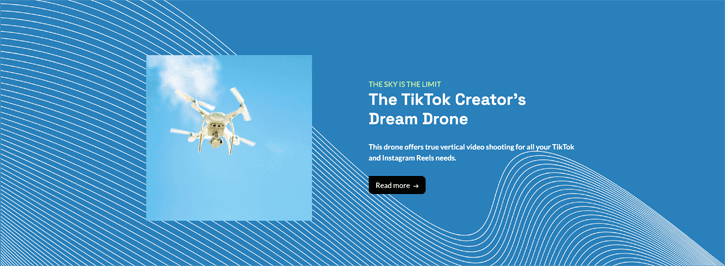 THE SKY IS THE LIMIT
The TikTok Creator's
Dream Drone
This drone offers true vertical video shooting for all your TikTok
and Instagram Reels needs.
Read more →